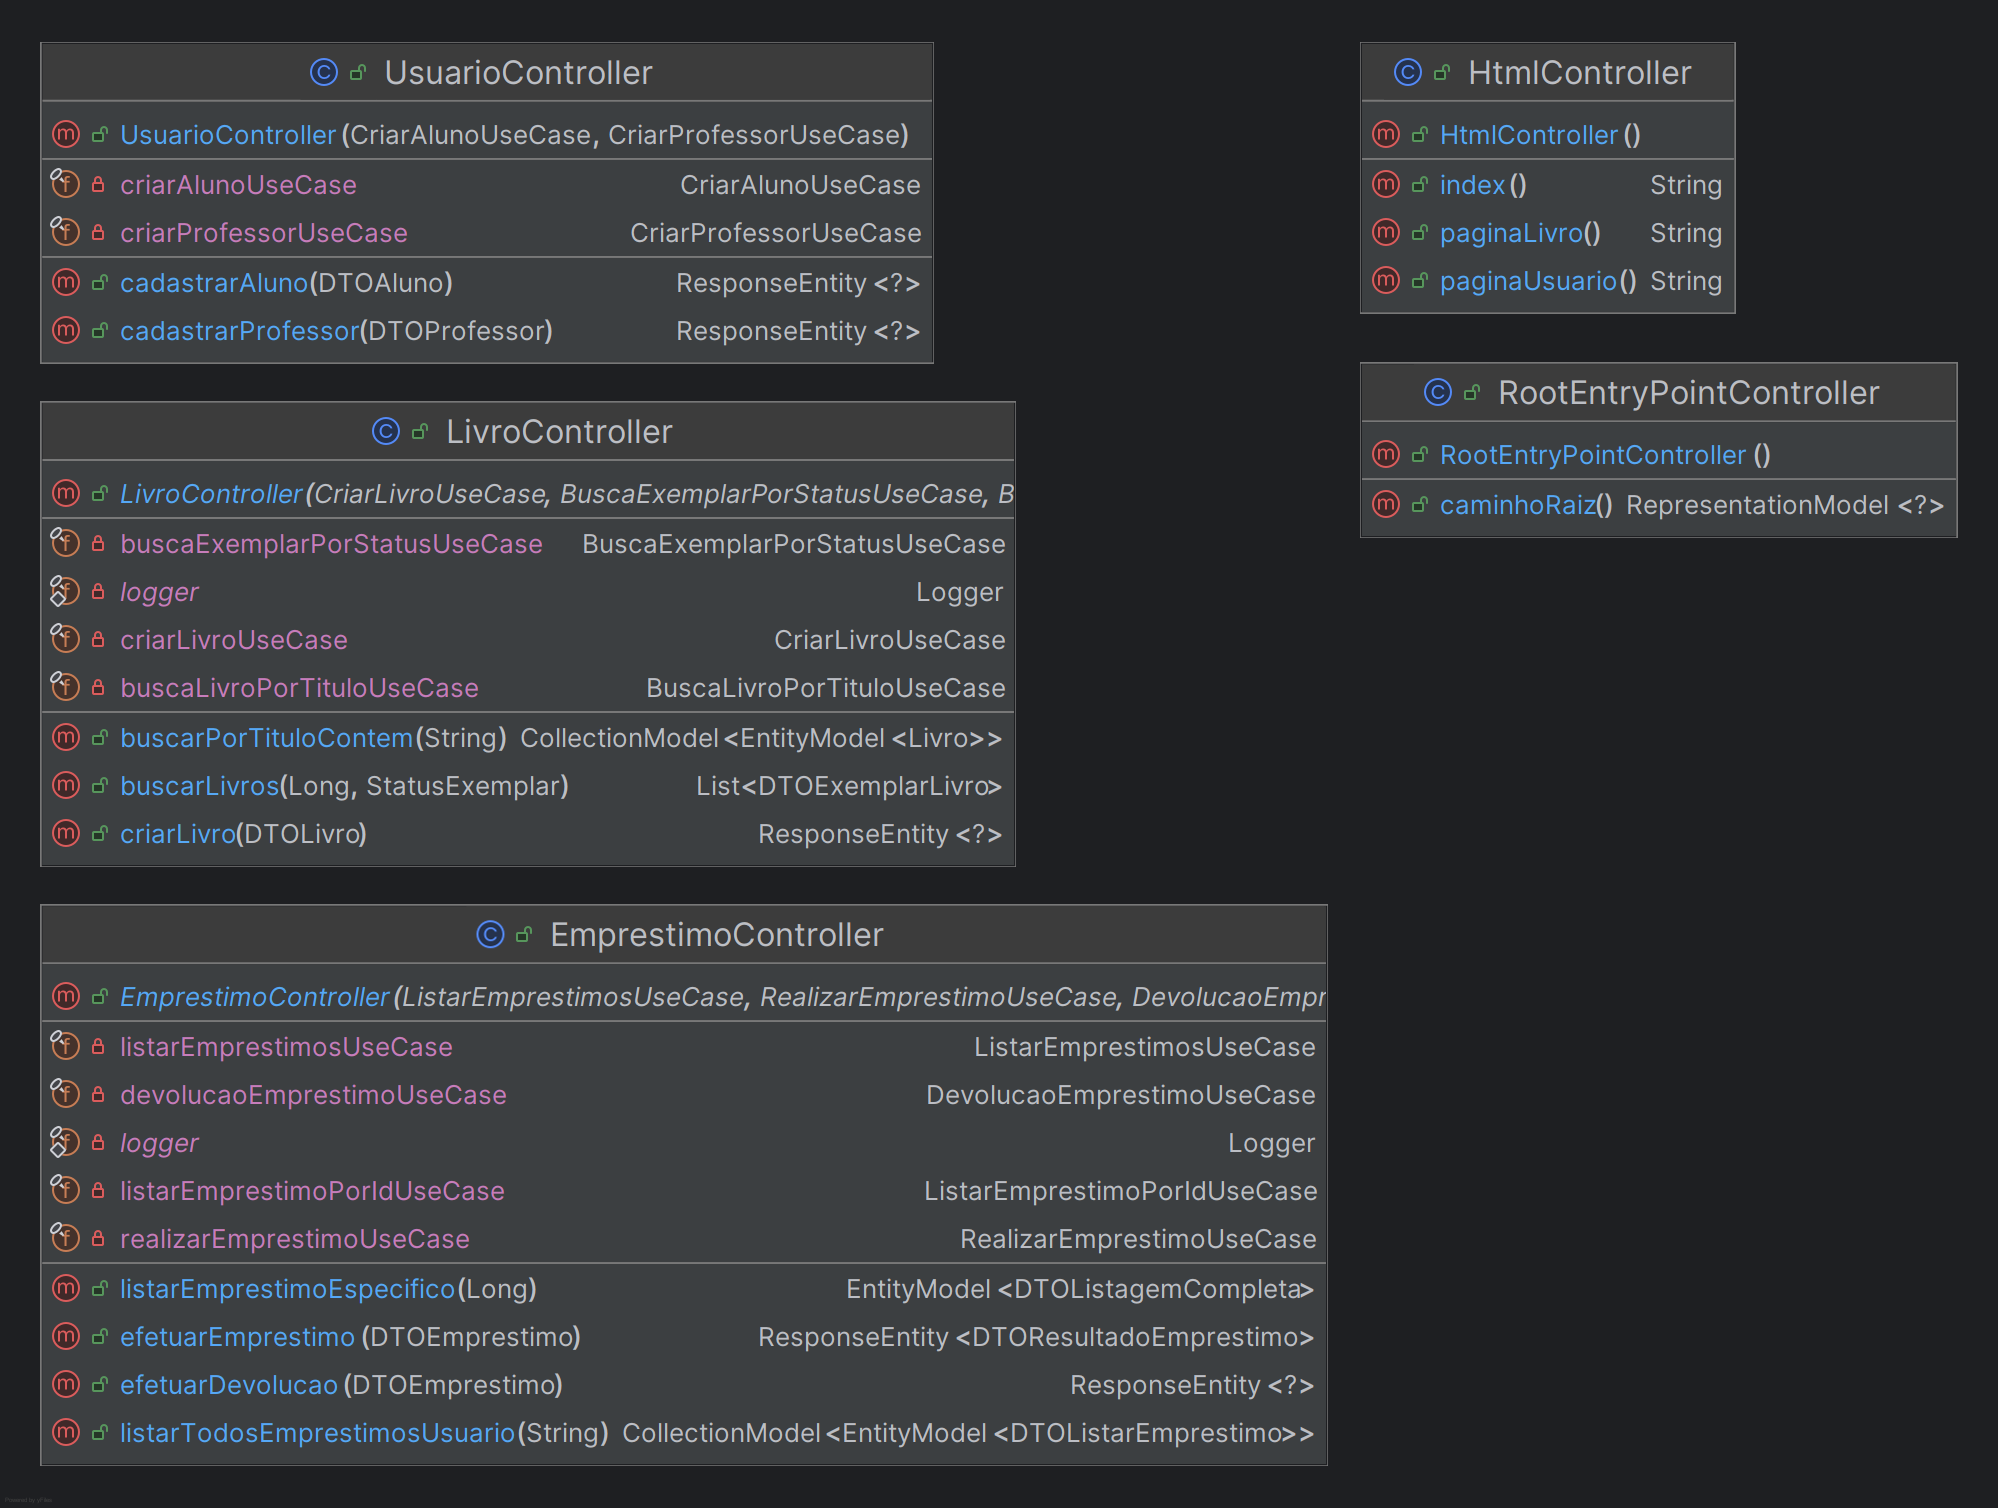 UsuarioController
UsuarioController(CriarAlunoUseCase, CriarProfessorUseCase)
criarAlunoUseCase CriarAlunoUseCase
criarProfessorUseCase CriarProfessorUseCase
cadastrarAluno(DTOAluno) ResponseEntity<?>
cadastrarProfessor(DTOProfessor) ResponseEntity<?>
LivroController
LivroController(CriarLivroUseCase, BuscaExemplarPorStatusUseCase, B
buscaExemplarPorStatusUseCase BuscaExemplarPorStatusUseCase
logger Logger
criarLivroUseCase CriarLivroUseCase
buscaLivroPorTituloUseCase BuscaLivroPorTituloUseCase
buscarPorTituloContem(String) CollectionModel<EntityModel<Livro>>
buscarLivros(Long, StatusExemplar) List<DTOExemplarLivro>
criarLivro(DTOLivro) ResponseEntity<?>
EmprestimoController
EmprestimoController(ListarEmprestimosUseCase, RealizarEmprestimoUseCase, DevolucaoEmpr
listarEmprestimosUseCase ListarEmprestimosUseCase
devolucaoEmprestimoUseCase DevolucaoEmprestimoUseCase
logger Logger
listarEmprestimoPorIdUseCase ListarEmprestimoPorIdUseCase
realizarEmprestimoUseCase RealizarEmprestimoUseCase
listarEmprestimoEspecifico(Long) EntityModel<DTOListagemCompleta>
efetuarEmprestimo(DTOEmprestimo) ResponseEntity<DTOResultadoEmprestimo>
efetuarDevolucao(DTOEmprestimo) ResponseEntity<?>
listarTodosEmprestimosUsuario(String) CollectionModel<EntityModel<DTOListarEmprestimo>>
HtmlController
HtmlController()
index() String
paginaLivro() String
paginaUsuario() String
RootEntryPointController
RootEntryPointController()
caminhoRaiz() RepresentationModel<?>
Powered by yFiles